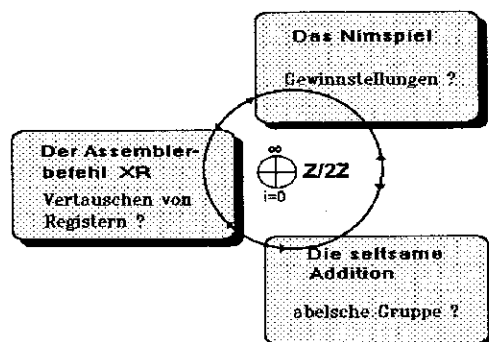 Das Nimspiel
Gewinnstellungen ?
Der Assembler-
befehl XR
Vertauschen von
Registern ?
∞
⊕ Z/2Z
i=0
Die seltsame
Addition
abelsche Gruppe ?